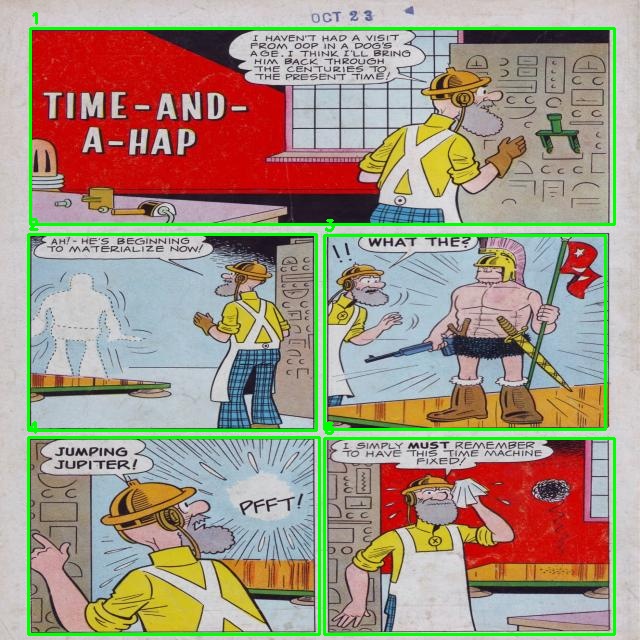 1
OCT 23
I HAVEN'T HAD A VISIT
FROM OOP IN A DOG'S
AGE. I THINK I'LL BRING
HIM BACK THROUGH
THE CENTURIES TO
THE PRESENT TIME!
TIME-AND-
A-HAP
2
AH!- HE'S BEGINNING
TO MATERIALIZE NOW!
3
!!
WHAT THE?
4
JUMPING
JUPITER!
PFFT!
I SIMPLY MUST REMEMBER
TO HAVE THIS TIME MACHINE
FIXED!